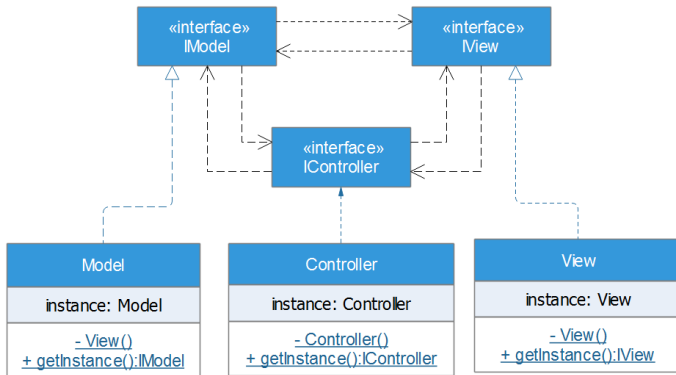 «interface»
IModel
«interface»
IView
«interface»
IController
Model
instance: Model
- View()
+ getInstance():IModel
Controller
instance: Controller
- Controller()
+ getInstance():IController
View
instance: View
- View()
+ getInstance():IView